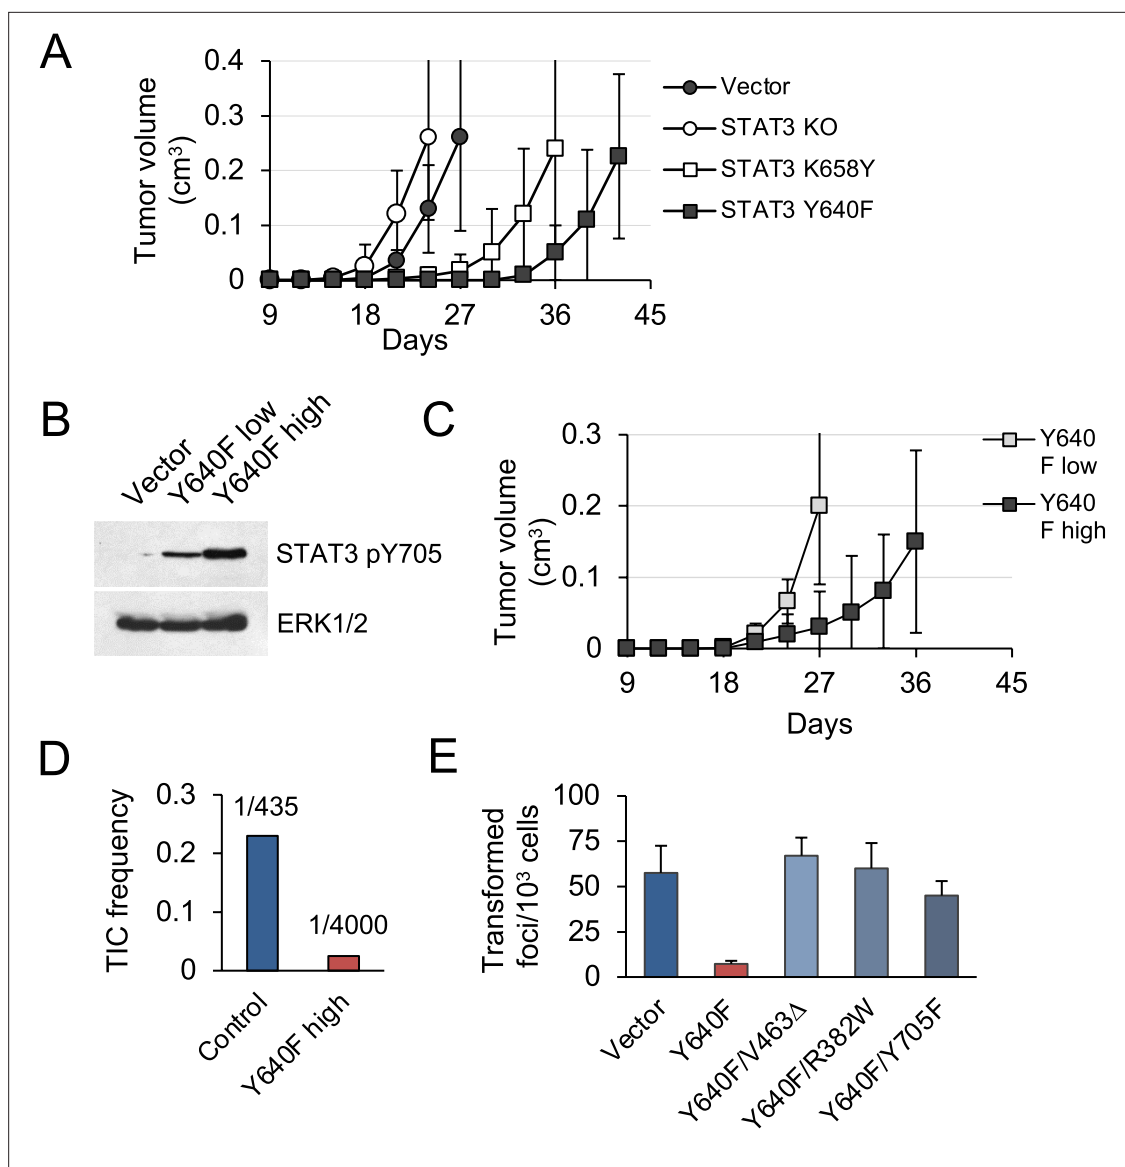 A
Tumor volume
(cm³)
0.4
0.3
0.2
0.1
0
9
18
27
36
45
Days
Vector
STAT3 KO
STAT3 K658Y
STAT3 Y640F
B
Vector
Y640F low
Y640F high
STAT3 pY705
ERK1/2
C
Tumor volume
(cm³)
0.3
0.2
0.1
0
9
18
27
36
45
Days
Y640
F low
Y640
F high
D
TIC frequency
0.3
0.2
0.1
0
1/435
1/4000
Control
Y640F high
E
Transformed
foci/10³ cells
100
75
50
25
0
Vector
Y640F
Y640F/V463Δ
Y640F/R382W
Y640F/Y705F